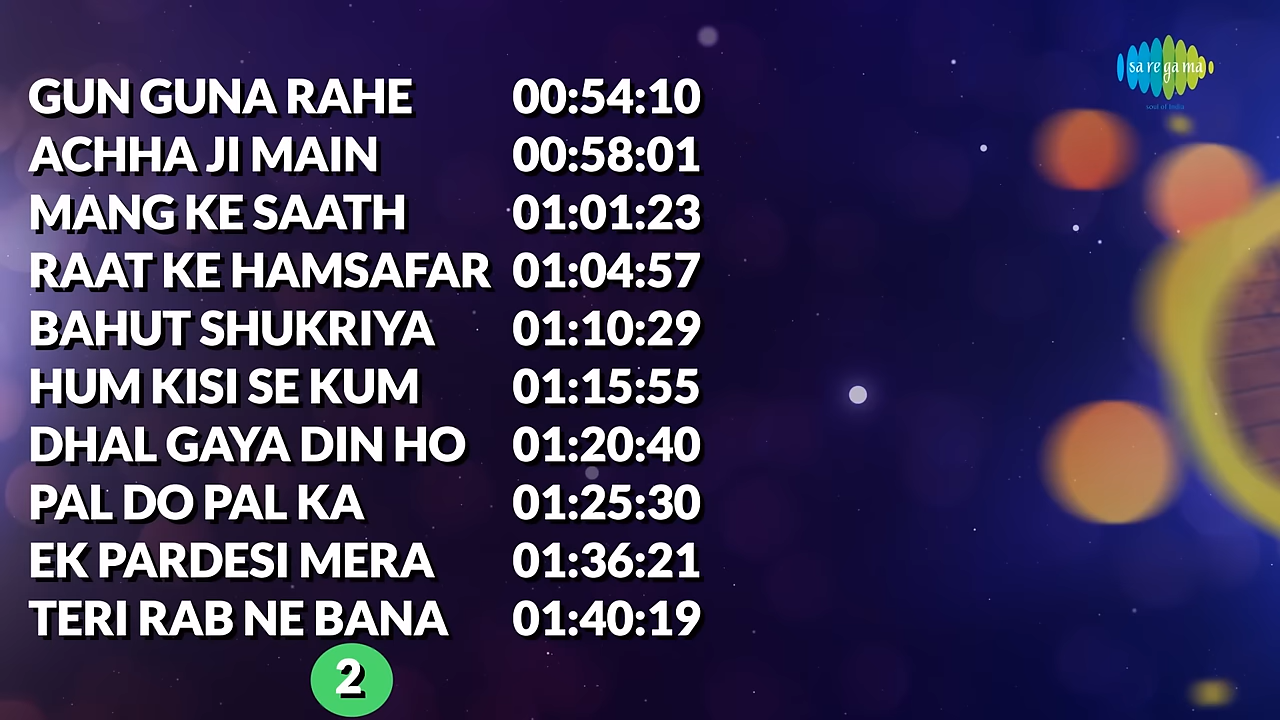 sa re ga ma
soul of India
GUN GUNA RAHE 00:54:10
ACHHA JI MAIN 00:58:01
MANG KE SAATH 01:01:23
RAAT KE HAMSAFAR 01:04:57
BAHUT SHUKRIYA 01:10:29
HUM KISI SE KUM 01:15:55
DHAL GAYA DIN HO 01:20:40
PAL DO PAL KA 01:25:30
EK PARDESI MERA 01:36:21
TERI RAB NE BANA 01:40:19
2